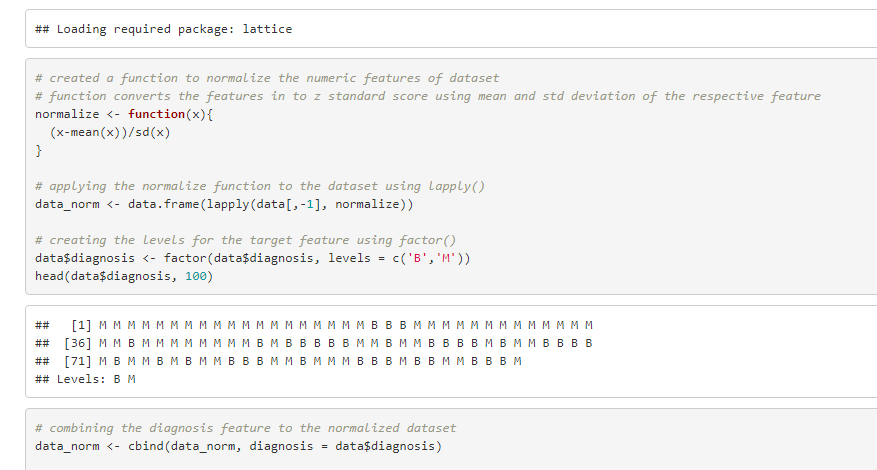 ## Loading required package: lattice
# created a function to normalize the numeric features of dataset
# function converts the features in to z standard score using mean and std deviation of the respective feature
normalize <- function(x){
(x-mean(x))/sd(x)
}
# applying the normalize function to the dataset using lapply()
data_norm <- data.frame(lapply(data[,-1], normalize))
# creating the levels for the target feature using factor()
data$diagnosis <- factor(data$diagnosis, levels = c('B','M'))
head(data$diagnosis, 100)
## [1] M M M M M M M M M M M M M M M M M M M B B B M M M M M M M M M M M M M
## [36] M M B M M M M M M M M B M B B B B B M M B M M B B B B M B M M B B B B
## [71] M B M M B M B M M B B B M M B M M M B B B M B B M M B B B M
## Levels: B M
# combining the diagnosis feature to the normalized dataset
data_norm <- cbind(data_norm, diagnosis = data$diagnosis)